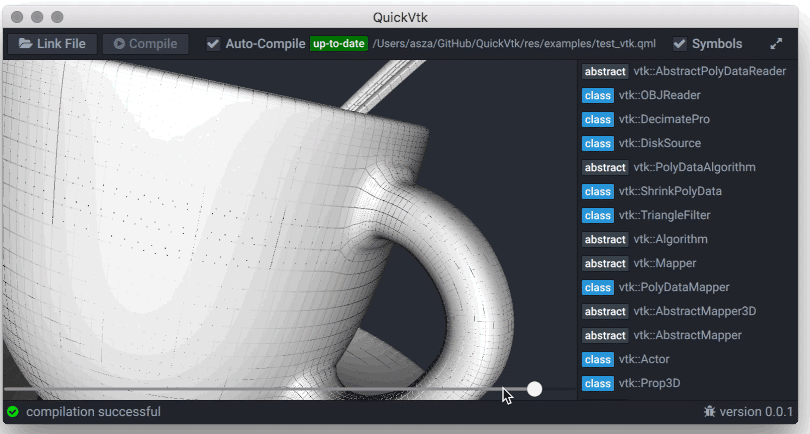 QuickVtk
Link File Compile Auto-Compile up-to-date /Users/asza/GitHub/QuickVtk/res/examples/test_vtk.qml Symbols
abstract vtk::AbstractPolyDataReader
class vtk::OBJReader
class vtk::DecimatePro
class vtk::DiskSource
abstract vtk::PolyDataAlgorithm
class vtk::ShrinkPolyData
class vtk::TriangleFilter
abstract vtk::Algorithm
abstract vtk::Mapper
class vtk::PolyDataMapper
abstract vtk::AbstractMapper3D
abstract vtk::AbstractMapper
class vtk::Actor
class vtk::Prop3D
compilation successful version 0.0.1